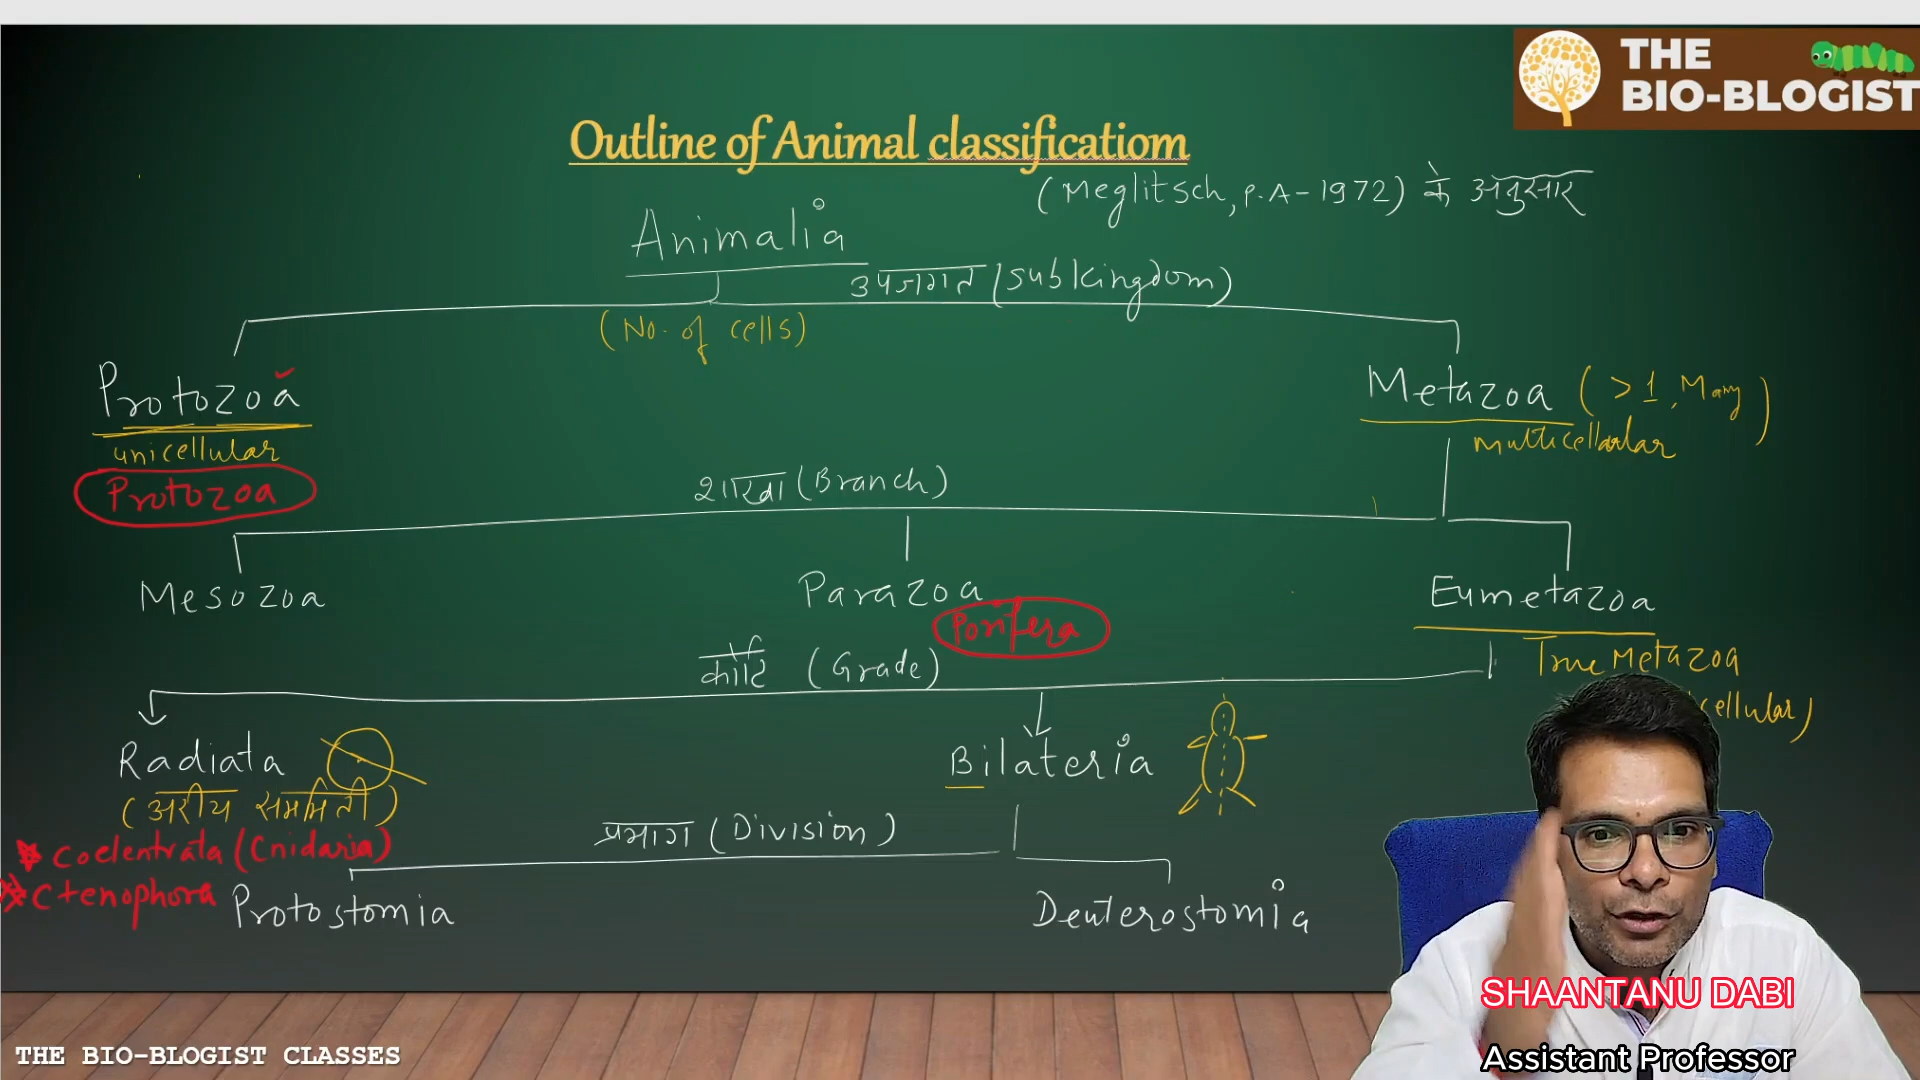 THE
BIO-BLOGIST
Outline of Animal classificatiom
(Meglitsch, P.A-1972) के अनुसार
Animalia
उपजगत (subkingdom)
(No. of cells)
Protozoa
unicellular
Protozoa
Metazoa (>1, Many)
multicellular
शाखा (Branch)
Mesozoa
Parazoa
Porifera
Eumetazoa
True Metazoa
cellular)
कोटि (Grade)
Radiata
(अरीय सममिती)
Coelentrata (Cnidaria)
Ctenophora
Bilateria
प्रभाग (Division)
Protostomia
Deuterostomia
SHAANTANU DABI
Assistant Professor
THE BIO-BLOGIST CLASSES